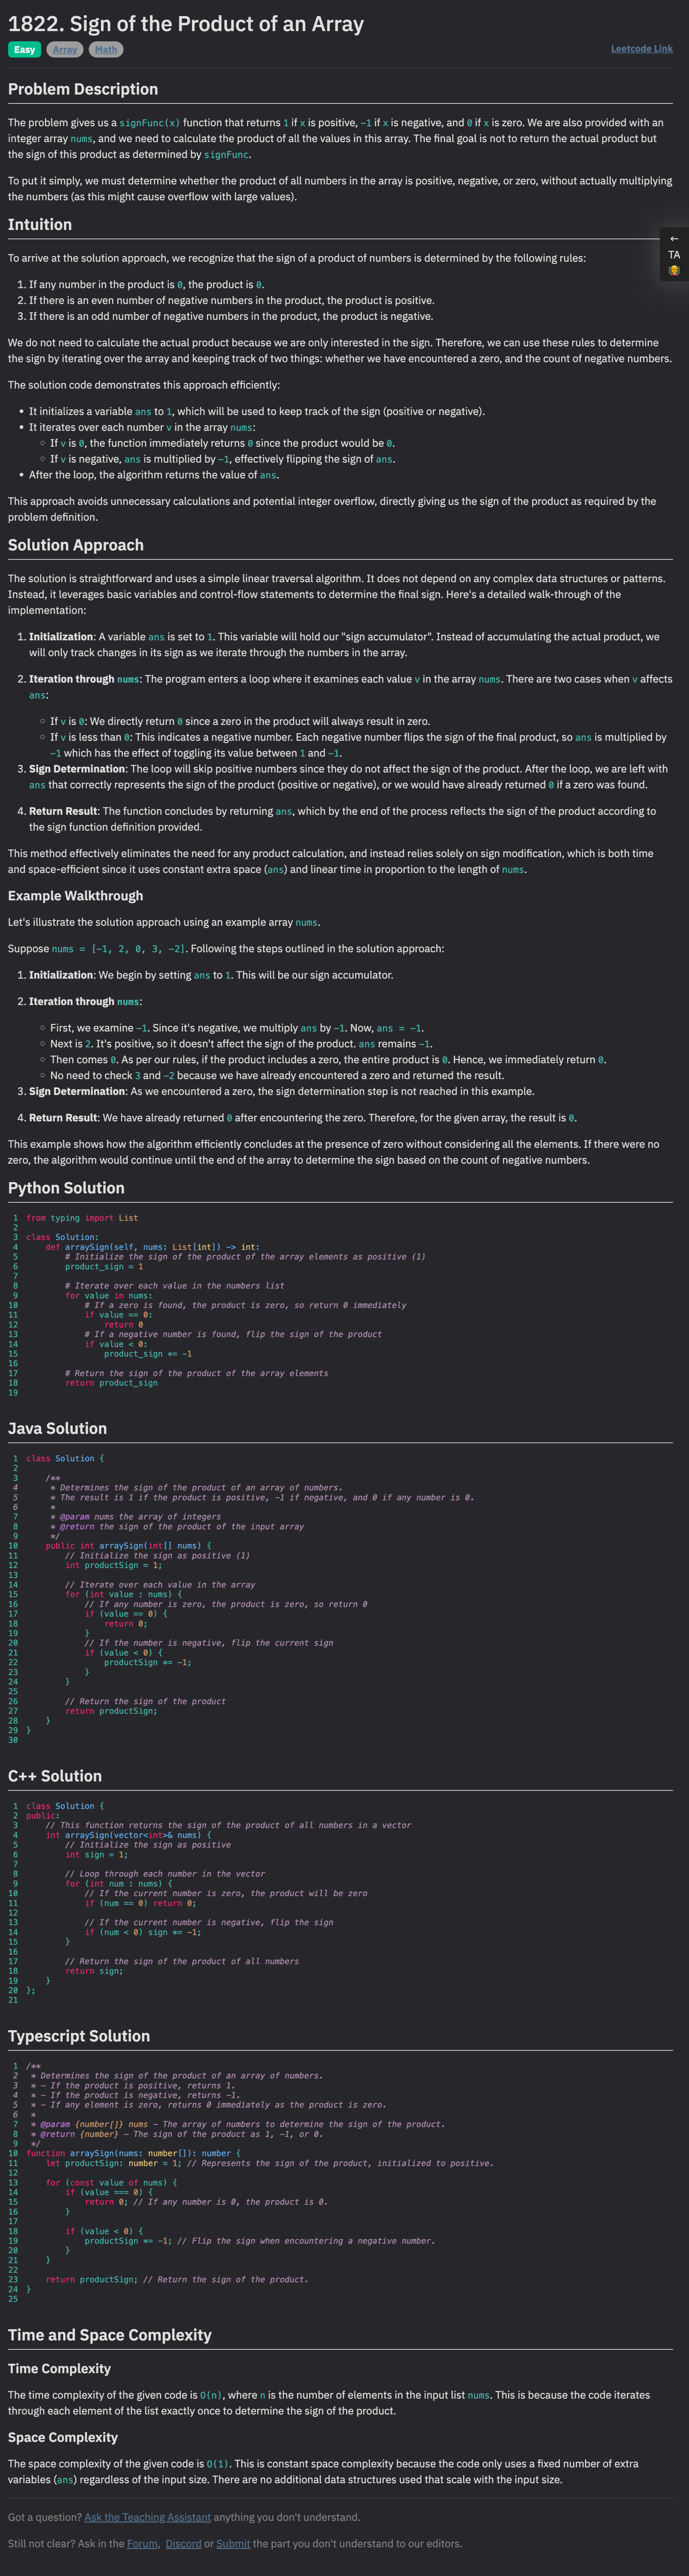 1822. Sign of the Product of an Array
Easy Array Math Leetcode Link
Problem Description
The problem gives us a signFunc(x) function that returns 1 if x is positive, -1 if x is negative, and 0 if x is zero. We are also provided with an
integer array nums, and we need to calculate the product of all the values in this array. The final goal is not to return the actual product but
the sign of this product as determined by signFunc.
To put it simply, we must determine whether the product of all numbers in the array is positive, negative, or zero, without actually multiplying
the numbers (as this might cause overflow with large values).
Intuition
←
TA
To arrive at the solution approach, we recognize that the sign of a product of numbers is determined by the following rules:
1. If any number in the product is 0, the product is 0.
2. If there is an even number of negative numbers in the product, the product is positive.
3. If there is an odd number of negative numbers in the product, the product is negative.
We do not need to calculate the actual product because we are only interested in the sign. Therefore, we can use these rules to determine
the sign by iterating over the array and keeping track of two things: whether we have encountered a zero, and the count of negative numbers.
The solution code demonstrates this approach efficiently:
• It initializes a variable ans to 1, which will be used to keep track of the sign (positive or negative).
• It iterates over each number v in the array nums:
◦ If v is 0, the function immediately returns 0 since the product would be 0.
◦ If v is negative, ans is multiplied by -1, effectively flipping the sign of ans.
• After the loop, the algorithm returns the value of ans.
This approach avoids unnecessary calculations and potential integer overflow, directly giving us the sign of the product as required by the
problem definition.
Solution Approach
The solution is straightforward and uses a simple linear traversal algorithm. It does not depend on any complex data structures or patterns.
Instead, it leverages basic variables and control-flow statements to determine the final sign. Here's a detailed walk-through of the
implementation:
1. Initialization: A variable ans is set to 1. This variable will hold our "sign accumulator". Instead of accumulating the actual product, we
will only track changes in its sign as we iterate through the numbers in the array.
2. Iteration through nums: The program enters a loop where it examines each value v in the array nums. There are two cases when v affects
ans:
◦ If v is 0: We directly return 0 since a zero in the product will always result in zero.
◦ If v is less than 0: This indicates a negative number. Each negative number flips the sign of the final product, so ans is multiplied by
-1 which has the effect of toggling its value between 1 and -1.
3. Sign Determination: The loop will skip positive numbers since they do not affect the sign of the product. After the loop, we are left with
ans that correctly represents the sign of the product (positive or negative), or we would have already returned 0 if a zero was found.
4. Return Result: The function concludes by returning ans, which by the end of the process reflects the sign of the product according to
the sign function definition provided.
This method effectively eliminates the need for any product calculation, and instead relies solely on sign modification, which is both time
and space-efficient since it uses constant extra space (ans) and linear time in proportion to the length of nums.
Example Walkthrough
Let's illustrate the solution approach using an example array nums.
Suppose nums = [-1, 2, 0, 3, -2]. Following the steps outlined in the solution approach:
1. Initialization: We begin by setting ans to 1. This will be our sign accumulator.
2. Iteration through nums:
◦ First, we examine -1. Since it's negative, we multiply ans by -1. Now, ans = -1.
◦ Next is 2. It's positive, so it doesn't affect the sign of the product. ans remains -1.
◦ Then comes 0. As per our rules, if the product includes a zero, the entire product is 0. Hence, we immediately return 0.
◦ No need to check 3 and -2 because we have already encountered a zero and returned the result.
3. Sign Determination: As we encountered a zero, the sign determination step is not reached in this example.
4. Return Result: We have already returned 0 after encountering the zero. Therefore, for the given array, the result is 0.
This example shows how the algorithm efficiently concludes at the presence of zero without considering all the elements. If there were no
zero, the algorithm would continue until the end of the array to determine the sign based on the count of negative numbers.
Python Solution
1 from typing import List
2
3 class Solution:
4     def arraySign(self, nums: List[int]) -> int:
5         # Initialize the sign of the product of the array elements as positive (1)
6         product_sign = 1
7
8         # Iterate over each value in the numbers list
9         for value in nums:
10             # If a zero is found, the product is zero, so return 0 immediately
11             if value == 0:
12                 return 0
13             # If a negative number is found, flip the sign of the product
14             if value < 0:
15                 product_sign *= -1
16
17         # Return the sign of the product of the array elements
18         return product_sign
19
Java Solution
1 class Solution {
2
3     /**
4      * Determines the sign of the product of an array of numbers.
5      * The result is 1 if the product is positive, -1 if negative, and 0 if any number is 0.
6      *
7      * @param nums the array of integers
8      * @return the sign of the product of the input array
9      */
10     public int arraySign(int[] nums) {
11         // Initialize the sign as positive (1)
12         int productSign = 1;
13
14         // Iterate over each value in the array
15         for (int value : nums) {
16             // If any number is zero, the product is zero, so return 0
17             if (value == 0) {
18                 return 0;
19             }
20             // If the number is negative, flip the current sign
21             if (value < 0) {
22                 productSign *= -1;
23             }
24         }
25
26         // Return the sign of the product
27         return productSign;
28     }
29 }
30
C++ Solution
1 class Solution {
2 public:
3     // This function returns the sign of the product of all numbers in a vector
4     int arraySign(vector<int>& nums) {
5         // Initialize the sign as positive
6         int sign = 1;
7
8         // Loop through each number in the vector
9         for (int num : nums) {
10             // If the current number is zero, the product will be zero
11             if (num == 0) return 0;
12
13             // If the current number is negative, flip the sign
14             if (num < 0) sign *= -1;
15         }
16
17         // Return the sign of the product of all numbers
18         return sign;
19     }
20 };
21
Typescript Solution
1 /**
2  * Determines the sign of the product of an array of numbers.
3  * - If the product is positive, returns 1.
4  * - If the product is negative, returns -1.
5  * - If any element is zero, returns 0 immediately as the product is zero.
6  *
7  * @param {number[]} nums - The array of numbers to determine the sign of the product.
8  * @return {number} - The sign of the product as 1, -1, or 0.
9  */
10 function arraySign(nums: number[]): number {
11     let productSign: number = 1; // Represents the sign of the product, initialized to positive.
12
13     for (const value of nums) {
14         if (value === 0) {
15             return 0; // If any number is 0, the product is 0.
16         }
17
18         if (value < 0) {
19             productSign *= -1; // Flip the sign when encountering a negative number.
20         }
21     }
22
23     return productSign; // Return the sign of the product.
24 }
25
Time and Space Complexity
Time Complexity
The time complexity of the given code is O(n), where n is the number of elements in the input list nums. This is because the code iterates
through each element of the list exactly once to determine the sign of the product.
Space Complexity
The space complexity of the given code is O(1). This is constant space complexity because the code only uses a fixed number of extra
variables (ans) regardless of the input size. There are no additional data structures used that scale with the input size.
Got a question? Ask the Teaching Assistant anything you don't understand.
Still not clear? Ask in the Forum, Discord or Submit the part you don't understand to our editors.